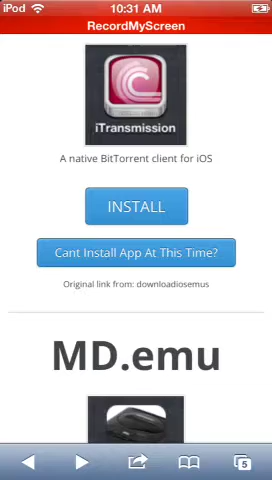 iPod
10:31 AM
RecordMyScreen
iTransmission
A native BitTorrent client for iOS
INSTALL
Cant Install App At This Time?
Original link from: downloadiosemus
MD.emu
5